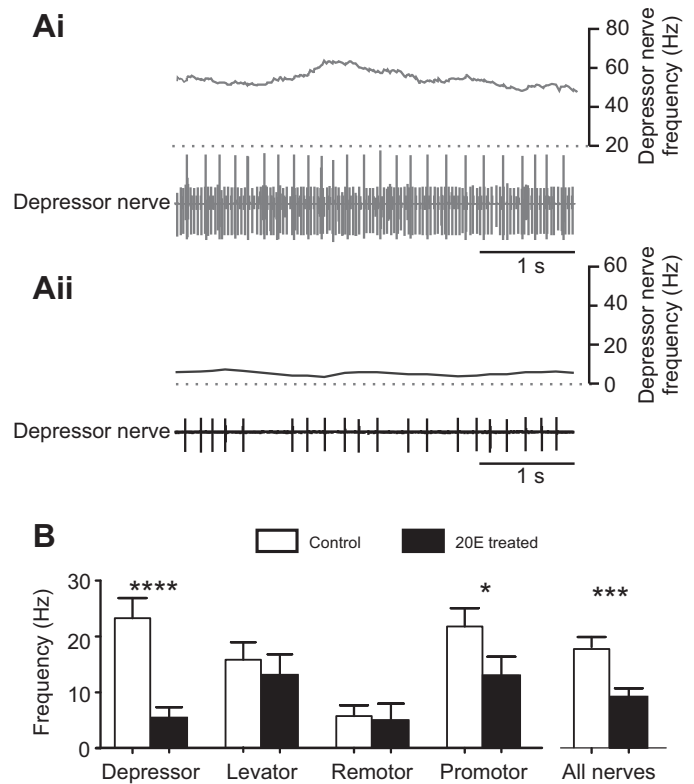 Ai
80
60
40
20
Depressor nerve
frequency (Hz)
Depressor nerve
1 s
Aii
60
40
20
0
Depressor nerve
frequency (Hz)
Depressor nerve
1 s
B
Control
20E treated
Frequency (Hz)
30
20
10
0
****
*
***
Depressor
Levator
Remotor
Promotor
All nerves